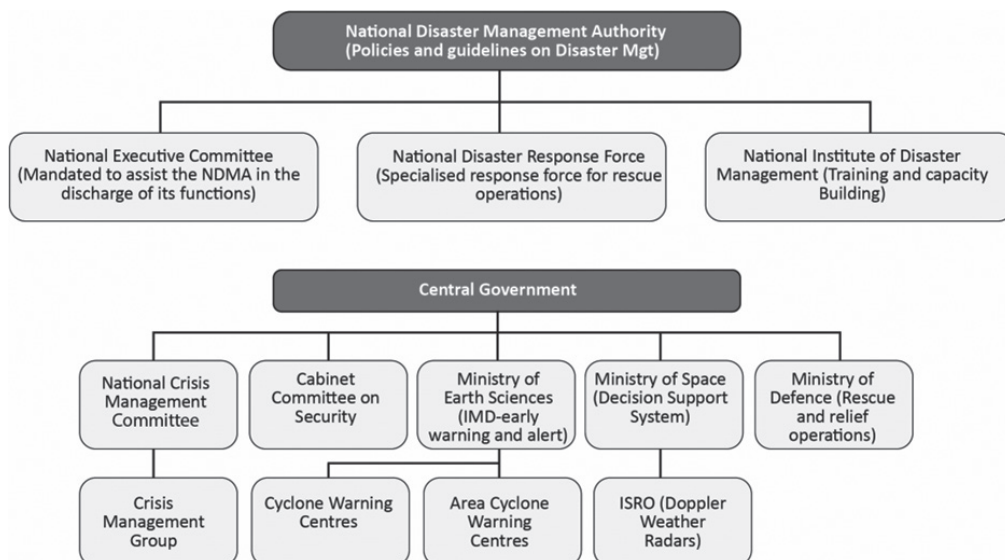 National Disaster Management Authority
(Policies and guidelines on Disaster Mgt)
National Executive Committee
(Mandated to assist the NDMA in the
discharge of its functions)
National Disaster Response Force
(Specialised response force for rescue
operations)
National Institute of Disaster
Management (Training and capacity
Building)
Central Government
National Crisis
Management
Committee
Cabinet
Committee on
Security
Ministry of
Earth Sciences
(IMD-early
warning and alert)
Ministry of Space
(Decision Support
System)
Ministry of
Defence (Rescue
and relief
operations)
Crisis
Management
Group
Cyclone Warning
Centres
Area Cyclone
Warning
Centres
ISRO (Doppler
Weather
Radars)